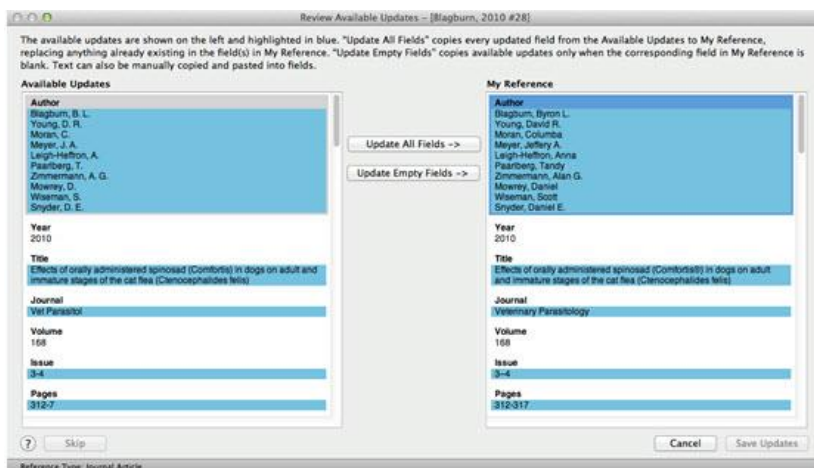 Review Available Updates – [Blagburn, 2010 #28]
The available updates are shown on the left and highlighted in blue. "Update All Fields" copies every updated field from the Available Updates to My Reference,
replacing anything already existing in the field(s) in My Reference. "Update Empty Fields" copies available updates only when the corresponding field in My Reference is
blank. Text can also be manually copied and pasted into fields.
Available Updates
Author
Blagburn, B. L.
Young, D. R.
Moran, C.
Meyer, J. A.
Leigh-Heffron, A.
Paarlberg, T.
Zimmermann, A. G.
Mowrey, D.
Wiseman, S.
Snyder, D. E.
Year
2010
Title
Effects of orally administered spinosad (Comfortis) in dogs on adult and
immature stages of the cat flea (Ctenocephalides felis)
Journal
Vet Parasitol
Volume
168
Issue
3-4
Pages
312-7
Update All Fields ->
Update Empty Fields ->
My Reference
Author
Blagburn, Byron L.
Young, David R.
Moran, Columba
Meyer, Jeffery A.
Leigh-Heffron, Anna
Paarlberg, Tandy
Zimmermann, Alan G.
Mowrey, Daniel
Wiseman, Scott
Snyder, Daniel E.
Year
2010
Title
Effects of orally administered spinosad (Comfortis®) in dogs on adult
and immature stages of the cat flea (Ctenocephalides felis)
Journal
Veterinary Parasitology
Volume
168
Issue
3–4
Pages
312-317
? Skip
Cancel
Save Updates
Reference Type: Journal Article